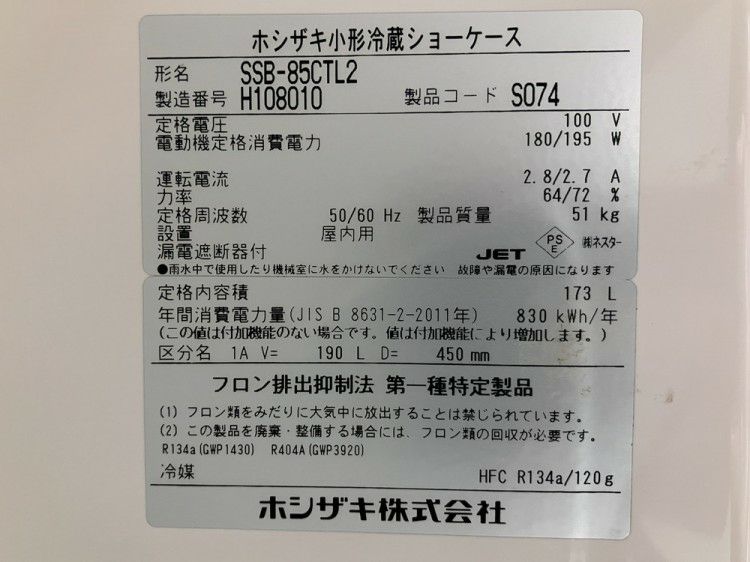 ホシザキ小形冷蔵ショーケース
形名 SSB-85CTL2
製造番号 H108010 製品コード S074
定格電圧 100 V
電動機定格消費電力 180/195 W
運転電流 2.8/2.7 A
力率 64/72 %
定格周波数 50/60 Hz 製品質量 51 kg
設置 屋内用
漏電遮断器付 JET PS E ㈱ネスター
●雨水中で使用したり機械室に水をかけないでください 故障や漏電の原因になります
定格内容積 173 L
年間消費電力量(JIS B 8631-2-2011年) 830 kWh/年
(この値は付加機能のない場合です。値は付加機能により増加します。)
区分名 1A V= 190 L D= 450 mm
フロン排出抑制法 第一種特定製品
(1) フロン類をみだりに大気中に放出することは禁じられています。
(2) この製品を廃棄・整備する場合には、フロン類の回収が必要です。
R134a(GWP1430) R404A(GWP3920)
冷媒 HFC R134a/120g
ホシザキ株式会社